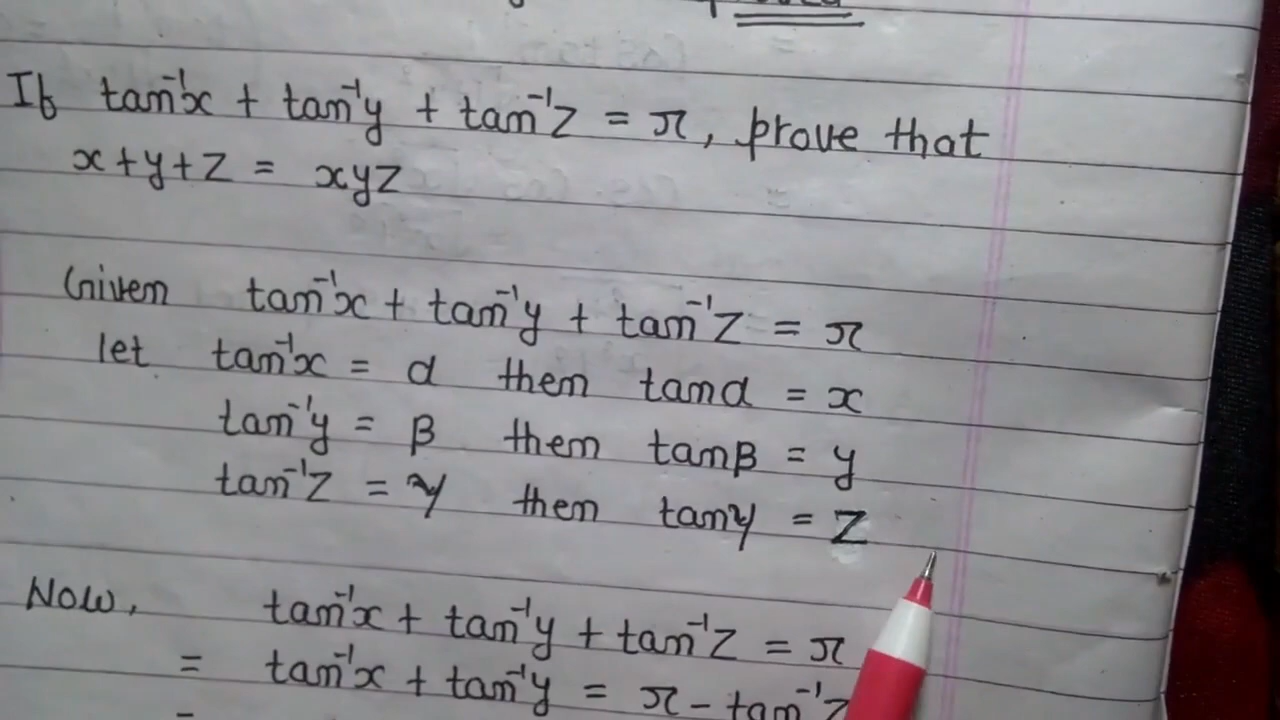 If tan⁻¹x + tan⁻¹y + tan⁻¹z = π, prove that
x+y+z = xyz
Given tan⁻¹x + tan⁻¹y + tan⁻¹z = π
let tan⁻¹x = α then tanα = x
tan⁻¹y = β then tanβ = y
tan⁻¹z = γ then tanγ = z
Now, tan⁻¹x + tan⁻¹y + tan⁻¹z = π
= tan⁻¹x + tan⁻¹y = π - tan⁻¹z